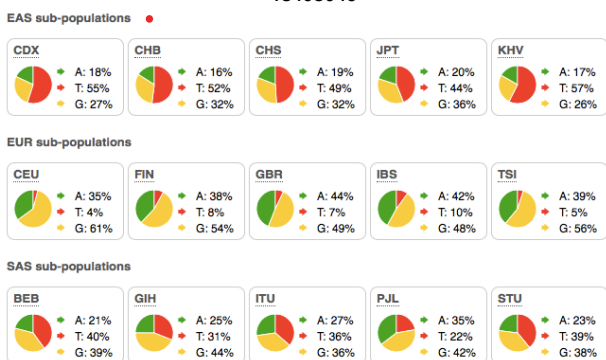 EAS sub-populations
CDX CHB CHS JPT KHV
A: 18% A: 16% A: 19% A: 20% A: 17%
T: 55% T: 52% T: 49% T: 44% T: 57%
G: 27% G: 32% G: 32% G: 36% G: 26%
EUR sub-populations
CEU FIN GBR IBS TSI
A: 35% A: 38% A: 44% A: 42% A: 39%
T: 4% T: 8% T: 7% T: 10% T: 5%
G: 61% G: 54% G: 49% G: 48% G: 56%
SAS sub-populations
BEB GIH ITU PJL STU
A: 21% A: 25% A: 27% A: 35% A: 23%
T: 40% T: 31% T: 36% T: 22% T: 39%
G: 39% G: 44% G: 36% G: 42% G: 38%